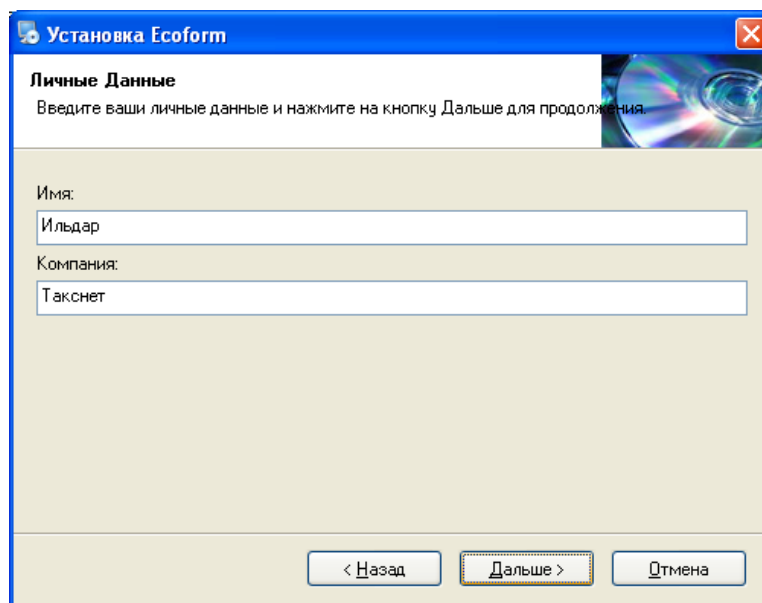 Установка Ecoform
Личные Данные
Введите ваши личные данные и нажмите на кнопку Дальше для продолжения.
Имя:
Ильдар
Компания:
Такснет
< Назад Дальше > Отмена